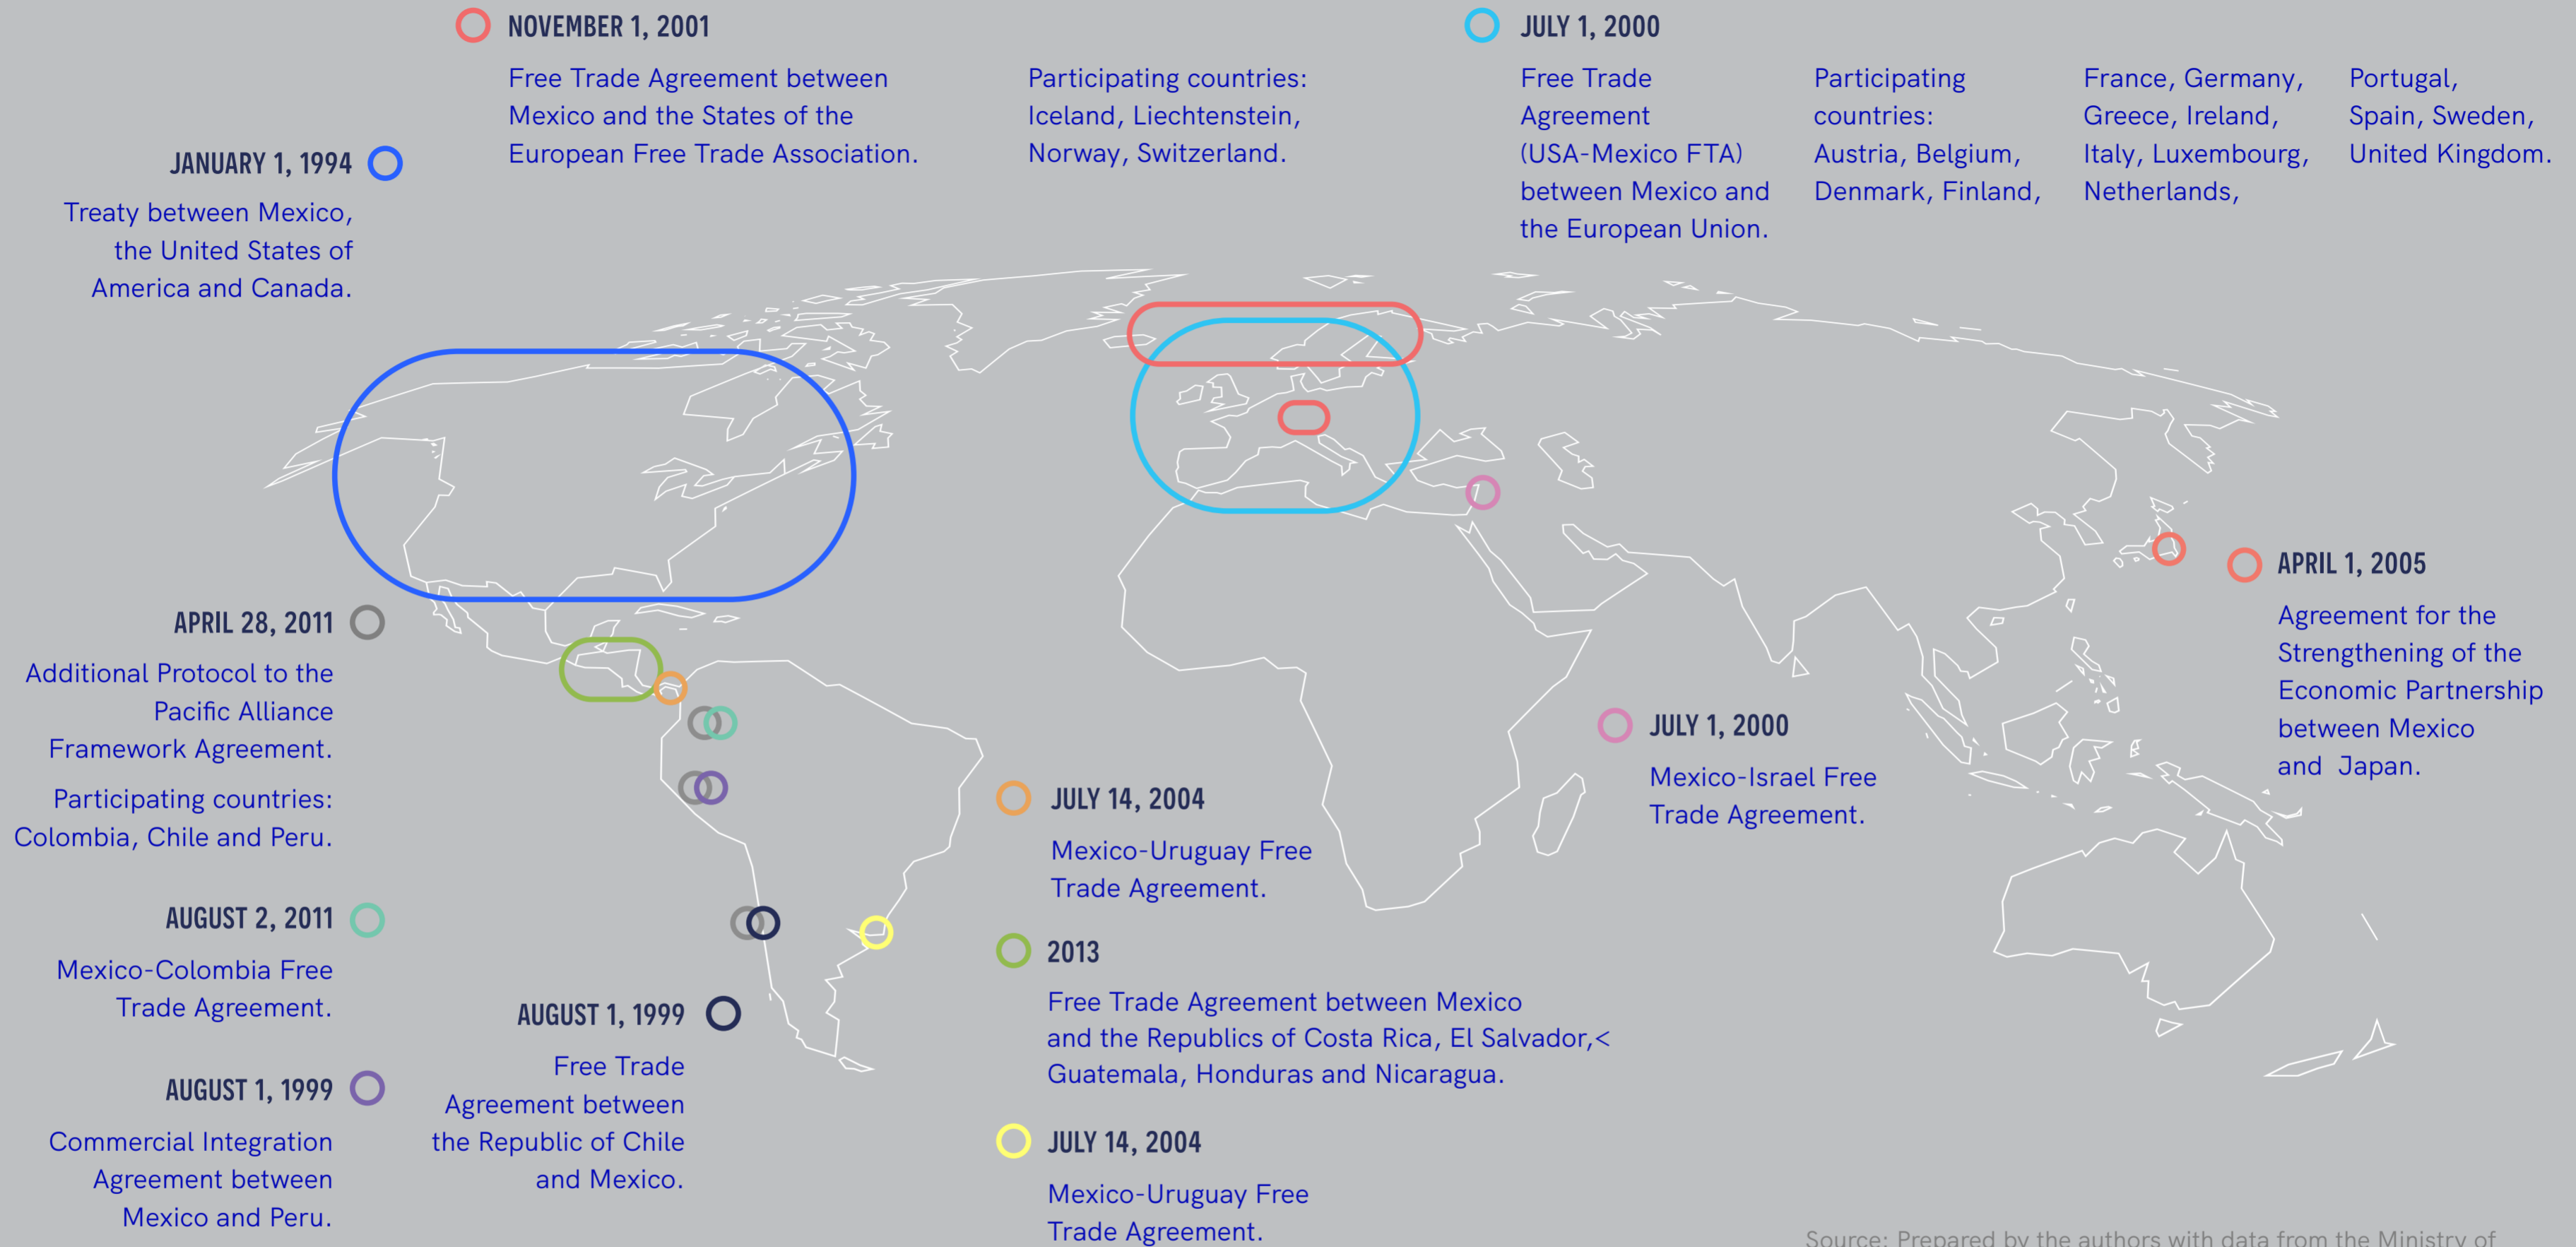 NOVEMBER 1, 2001
Free Trade Agreement between
Mexico and the States of the
European Free Trade Association.
Participating countries:
Iceland, Liechtenstein,
Norway, Switzerland.
JULY 1, 2000
Free Trade
Agreement
(USA-Mexico FTA)
between Mexico and
the European Union.
Participating
countries:
Austria, Belgium,
Denmark, Finland,
France, Germany,
Greece, Ireland,
Italy, Luxembourg,
Netherlands,
Portugal,
Spain, Sweden,
United Kingdom.
JANUARY 1, 1994
Treaty between Mexico,
the United States of
America and Canada.
APRIL 28, 2011
Additional Protocol to the
Pacific Alliance
Framework Agreement.
Participating countries:
Colombia, Chile and Peru.
AUGUST 2, 2011
Mexico-Colombia Free
Trade Agreement.
AUGUST 1, 1999
Commercial Integration
Agreement between
Mexico and Peru.
AUGUST 1, 1999
Free Trade
Agreement between
the Republic of Chile
and Mexico.
JULY 14, 2004
Mexico-Uruguay Free
Trade Agreement.
2013
Free Trade Agreement between Mexico
and the Republics of Costa Rica, El Salvador,<
Guatemala, Honduras and Nicaragua.
JULY 14, 2004
Mexico-Uruguay Free
Trade Agreement.
JULY 1, 2000
Mexico-Israel Free
Trade Agreement.
APRIL 1, 2005
Agreement for the
Strengthening of the
Economic Partnership
between Mexico
and  Japan.
Source: Prepared by the authors with data from the Ministry of